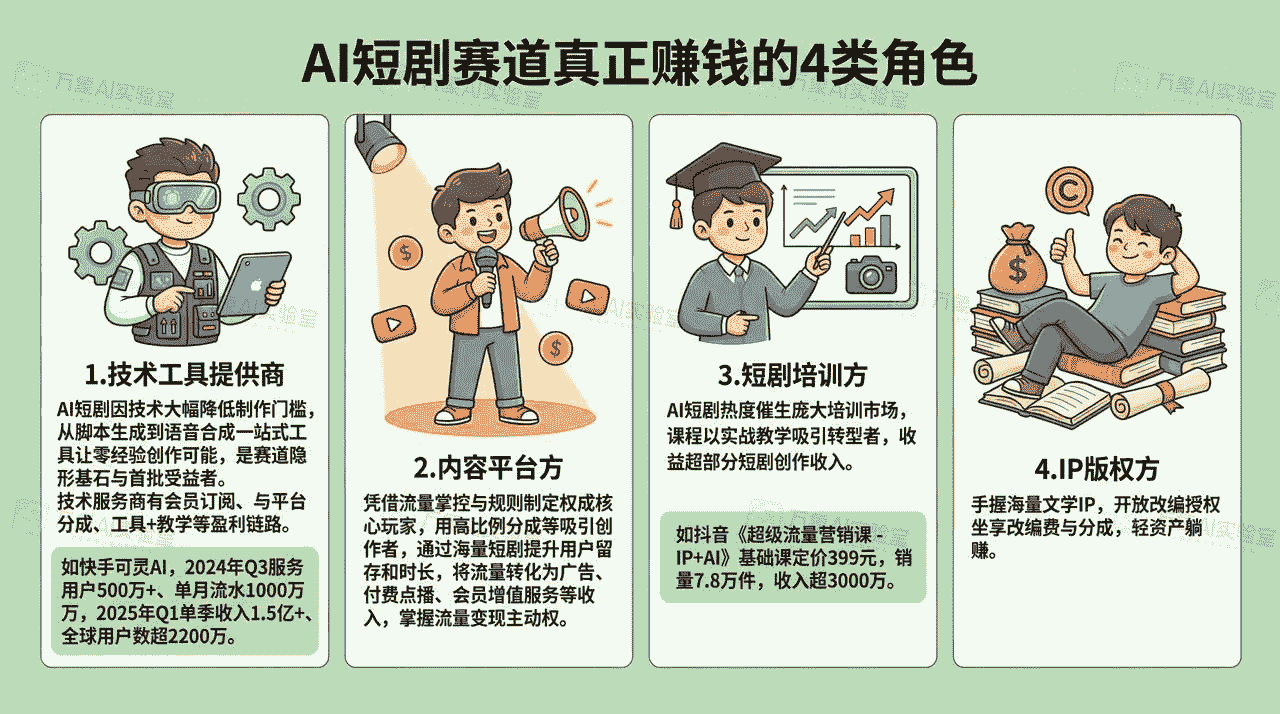 AI短剧赛道真正赚钱的4类角色
万象AI实验室
万象AI实验室
万象AI实验室
1.技术工具提供商
AI短剧因技术大幅降低制作门槛，
从脚本生成到语音合成一站式工
具让零经验创作可能，是赛道隐
形基石与首批受益者。
技术服务商有会员订阅、与平台
分成、工具+教学等盈利链路。
如快手可灵AI，2024年Q3服务
用户500万+、单月流水1000万
万，2025年Q1单季收入1.5亿+、
全球用户数超2200万。
2.内容平台方
凭借流量掌控与规则制定权成核
心玩家，用高比例分成等吸引创
作者，通过海量短剧提升用户留
存和时长，将流量转化为广告、
付费点播、会员增值服务等收
入，掌握流量变现主动权。
3.短剧培训方
AI短剧热度催生庞大培训市场，
课程以实战教学吸引转型者，收
益超部分短剧创作收入。
如抖音《超级流量营销课 -
IP+AI》基础课定价399元，销
量7.8万件，收入超3000万。
4.IP版权方
手握海量文学IP，开放改编授权
坐享改编费与分成，轻资产躺
赚。